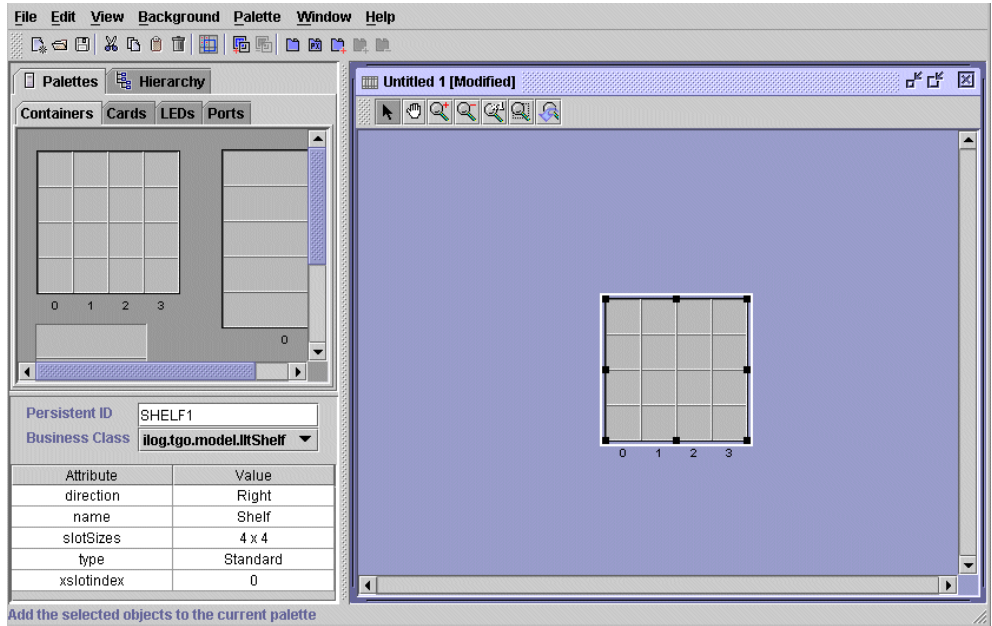 File Edit View Background Palette Window Help
Palettes Hierarchy
Containers Cards LEDs Ports
0 1 2 3
0
Persistent ID SHELF1
Business Class ilog.tgo.model.IltShelf
Attribute Value
direction Right
name Shelf
slotSizes 4 x 4
type Standard
xslotindex 0
Untitled 1 [Modified]
0 1 2 3
Add the selected objects to the current palette